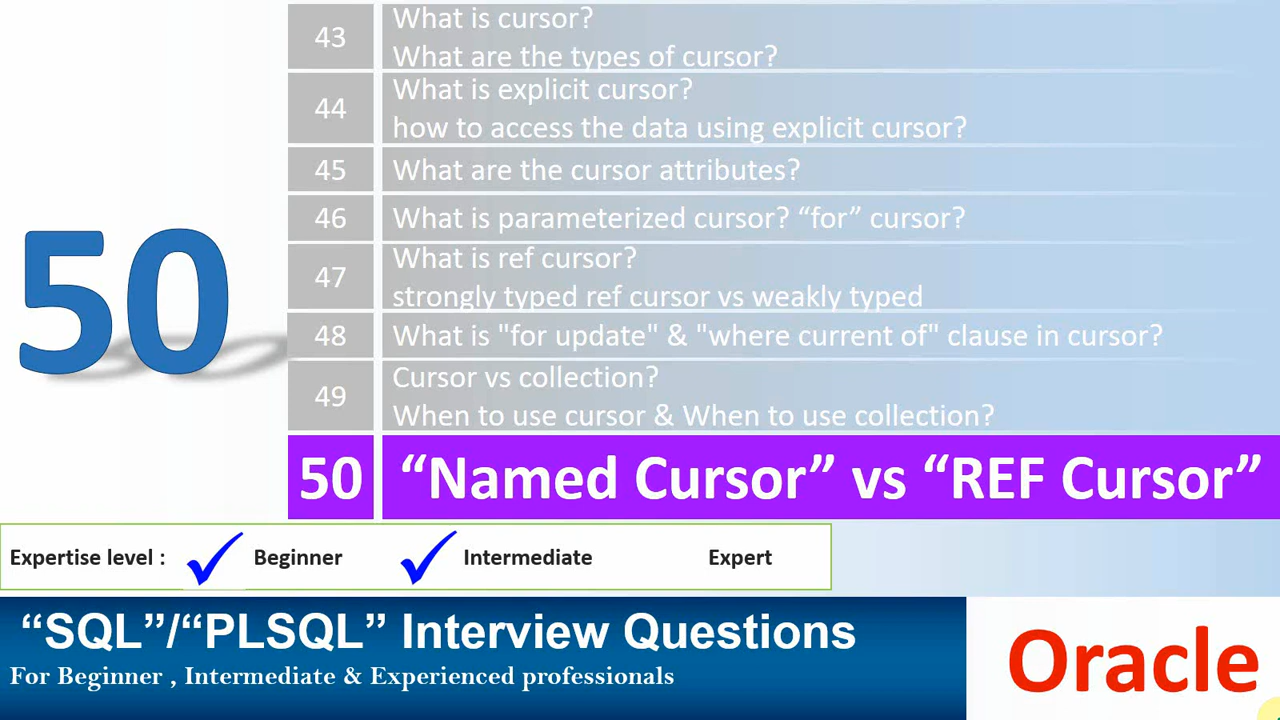 50
43
What is cursor?
What are the types of cursor?
44
What is explicit cursor?
how to access the data using explicit cursor?
45
What are the cursor attributes?
46
What is parameterized cursor? “for” cursor?
47
What is ref cursor?
strongly typed ref cursor vs weakly typed
48
What is "for update" & "where current of" clause in cursor?
49
Cursor vs collection?
When to use cursor & When to use collection?
50
“Named Cursor” vs “REF Cursor”
Expertise level : Beginner Intermediate Expert
“SQL”/“PLSQL” Interview Questions
For Beginner , Intermediate & Experienced professionals
Oracle